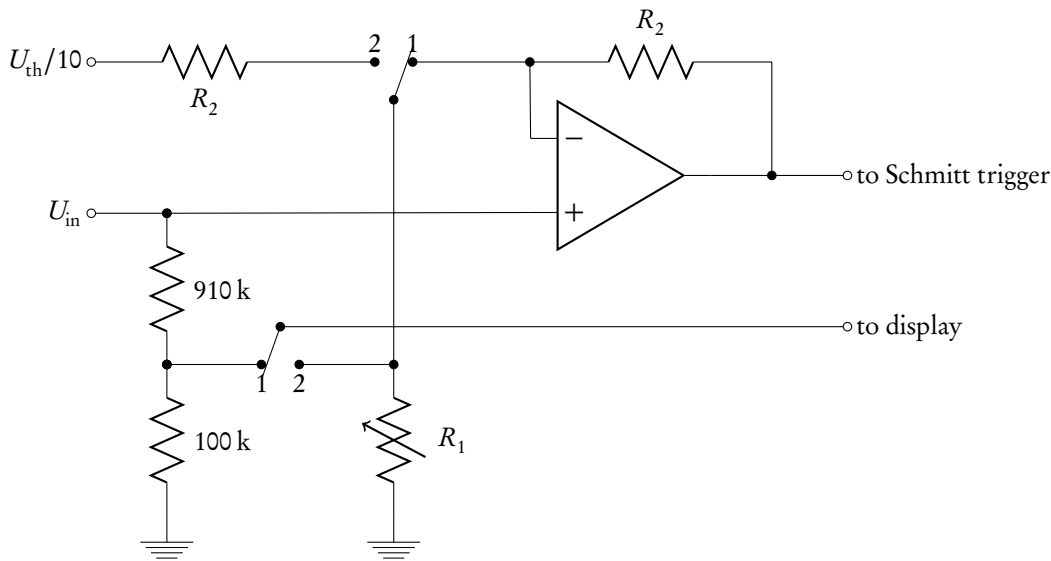 R2
2 1
Uth/10
R2
−
to Schmitt trigger
Uin
+
910 k
to display
1 2
100 k
R1